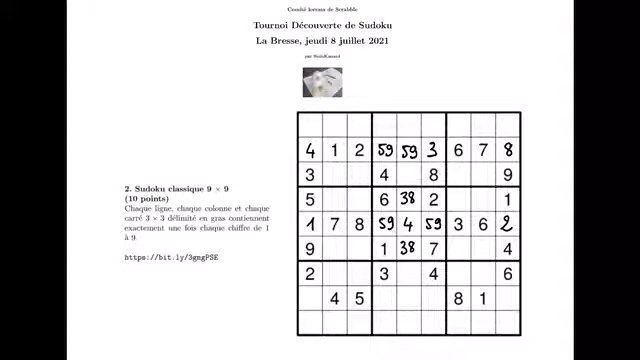 Comité lorrain de Scrabble
Tournoi Découverte de Sudoku
La Bresse, jeudi 8 juillet 2021
2. Sudoku classique 9 × 9
(10 points)
Chaque ligne, chaque colonne et chaque
carré 3 × 3 délimité en gras contiennent
exactement une fois chaque chiffre de 1
à 9
https://bit.ly/3gmgPSE
4 1 2 59 59 3 6 7 8
3 4 8 9
5 6 38 2 1
1 7 8 59 4 59 3 6 2
9 1 38 7 4
2 3 4 6
4 5 8 1